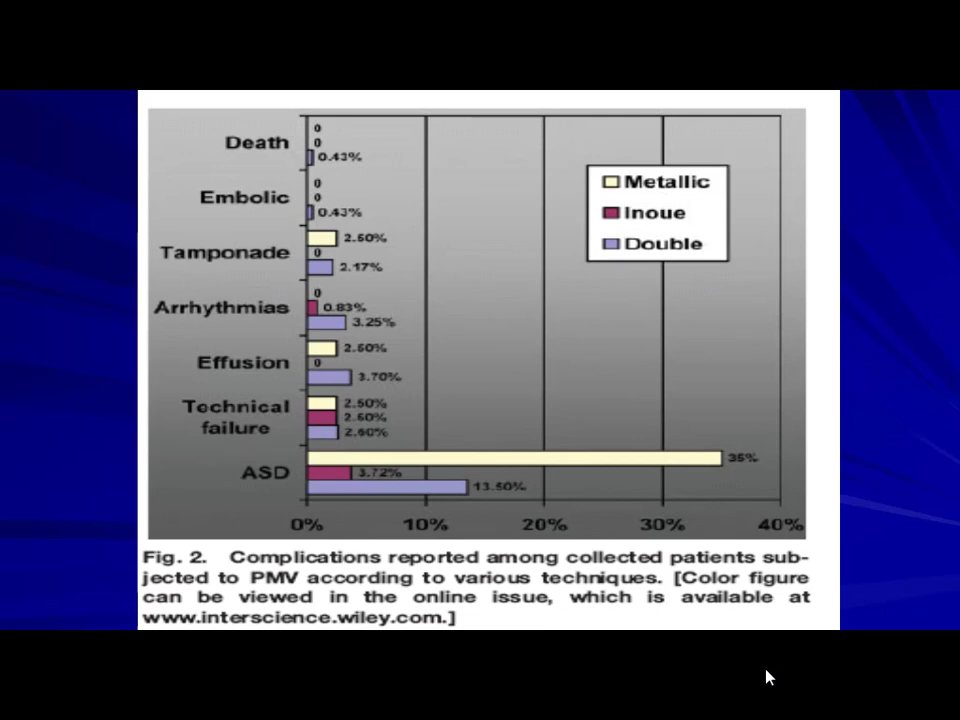 Death
0
0
0.43%
Embolic
0
0
0.43%
Tamponade
2.50%
0
2.17%
Arrhythmias
0
0.83%
3.25%
Effusion
2.50%
0
3.70%
Technical
failure
2.50%
2.50%
2.60%
ASD
35%
3.72%
13.50%
0% 10% 20% 30% 40%
Metallic
Inoue
Double
Fig. 2. Complications reported among collected patients sub-
jected to PMV according to various techniques. [Color figure
can be viewed in the online issue, which is available at
www.interscience.wiley.com.]